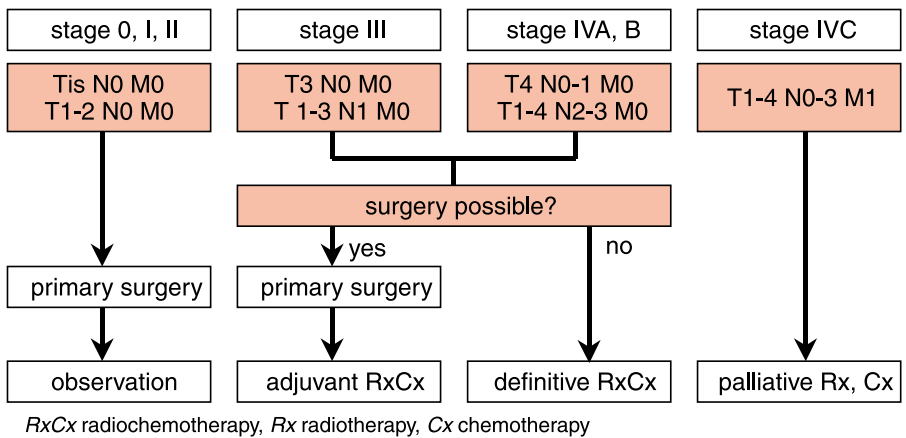 stage 0, I, II
stage III
stage IVA, B
stage IVC
Tis N0 M0
T1-2 N0 M0
T3 N0 M0
T 1-3 N1 M0
T4 N0-1 M0
T1-4 N2-3 M0
T1-4 N0-3 M1
surgery possible?
yes
no
primary surgery
primary surgery
observation
adjuvant RxCx
definitive RxCx
palliative Rx, Cx
RxCx radiochemotherapy, Rx radiotherapy, Cx chemotherapy